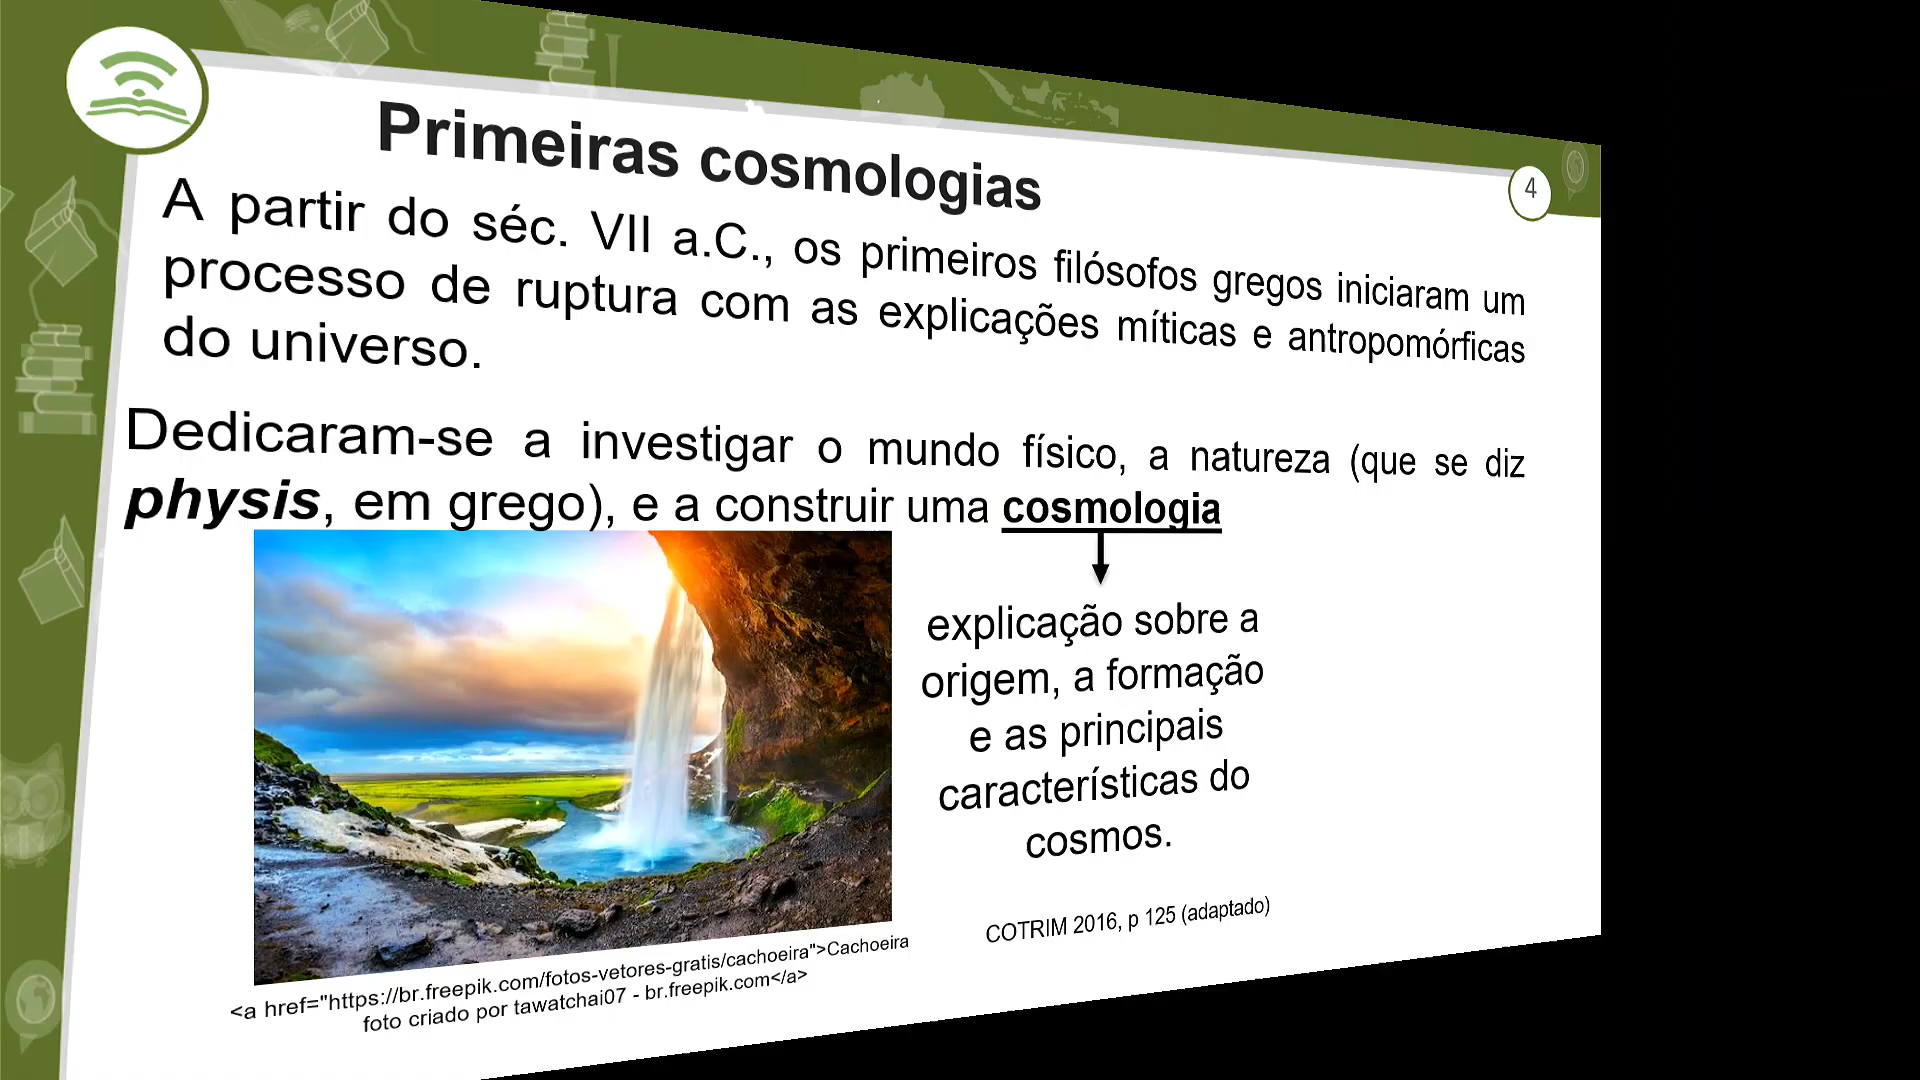 Primeiras cosmologias
4
A partir do séc. VII a.C., os primeiros filósofos gregos iniciaram um
processo de ruptura com as explicações míticas e antropomórficas
do universo.
Dedicaram-se a investigar o mundo físico, a natureza (que se diz
physis, em grego), e a construir uma cosmologia
explicação sobre a
origem, a formação
e as principais
características do
cosmos.
COTRIM 2016, p 125 (adaptado)
<a href="https://br.freepik.com/fotos-vetores-gratis/cachoeira">Cachoeira
foto criado por tawatchai07 - br.freepik.com</a>